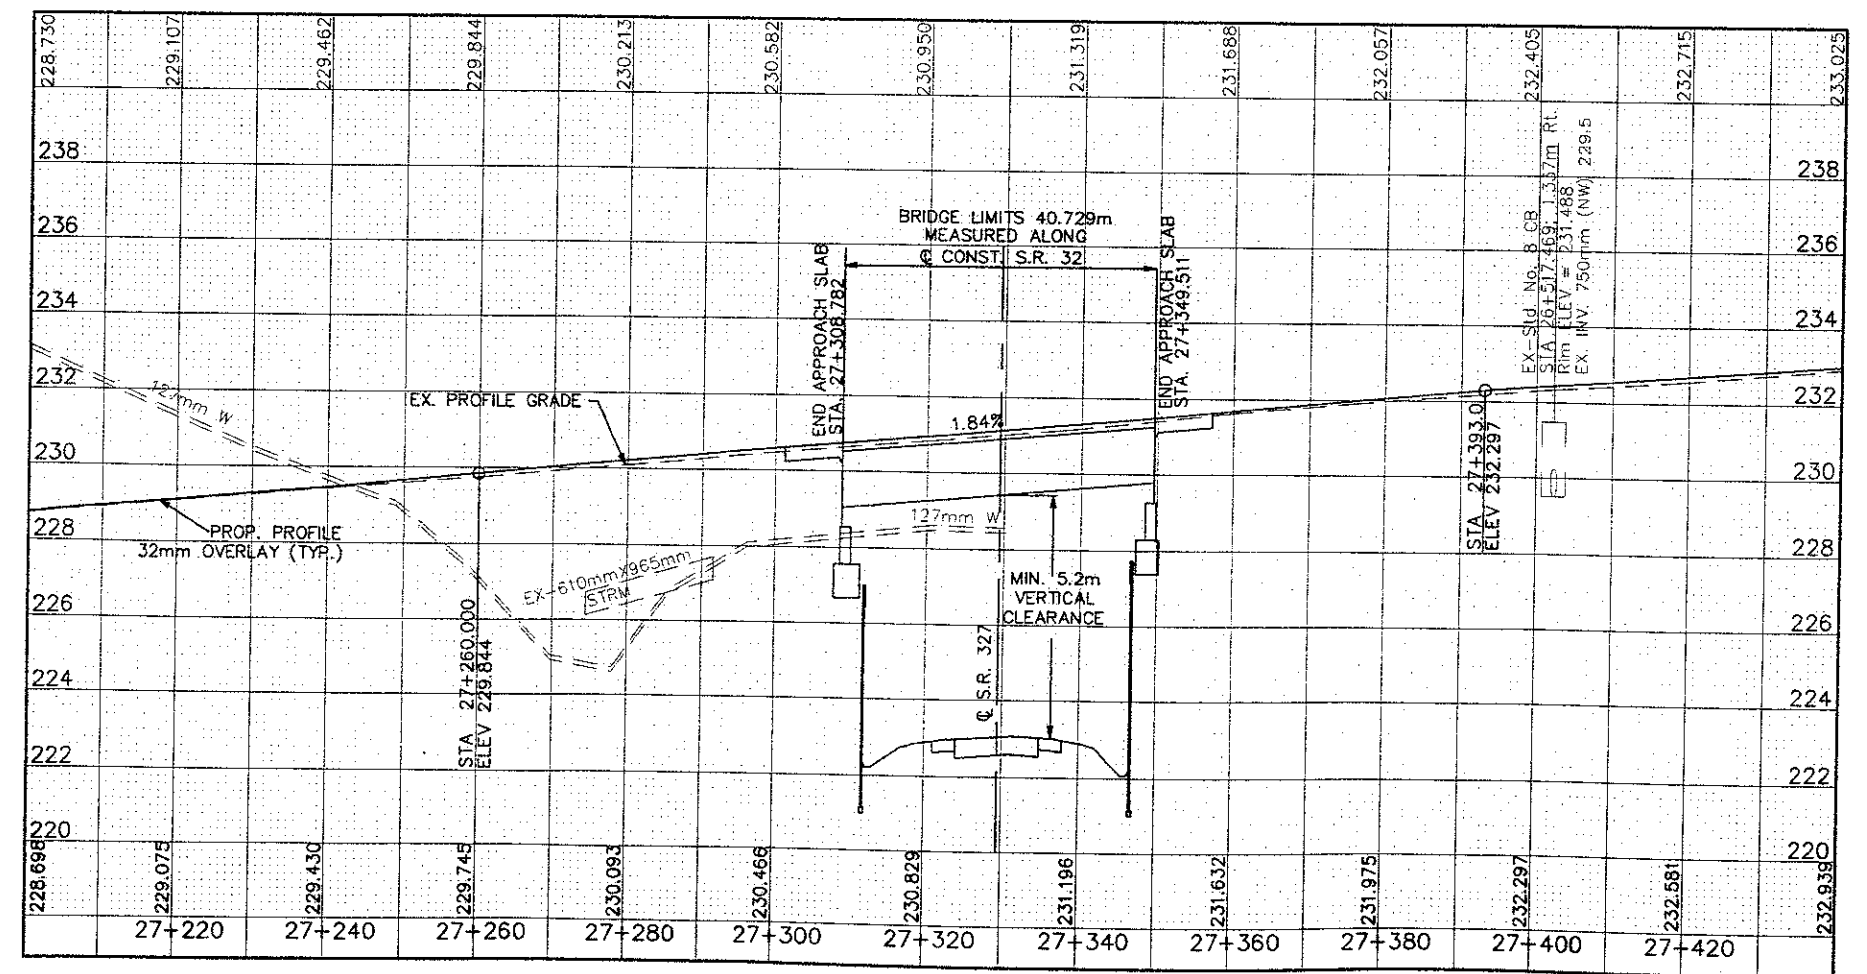 228.730
229.107
229.462
229.844
230.213
230.582
230.950
231.319
231.688
232.057
232.405
232.715
233.025
238
238
236
236
234
234
232
232
230
230
228
228
226
226
224
224
222
222
220
220
BRIDGE LIMITS 40.729m
MEASURED ALONG
℄ CONST. S.R. 32
END APPROACH SLAB
STA. 27+308.782
END APPROACH SLAB
STA. 27+349.511
EX-Std No. 8 CB
STA 26+517.469, 1.337m Rt.
Rim ELEV = 231.488
EX. INV. 750mm (NW) 229.5
127mm W
EX. PROFILE GRADE
1.84%
PROP. PROFILE
32mm OVERLAY (TYP.)
127mm W
EX-610mmX965mm
STRM
MIN. 5.2m
VERTICAL
CLEARANCE
℄ S.R. 327
STA 27+260.000
ELEV 229.844
STA 27+393.0
ELEV 232.297
228.698
229.075
229.430
229.745
230.093
230.466
230.829
231.196
231.632
231.975
232.297
232.581
232.939
27+220
27+240
27+260
27+280
27+300
27+320
27+340
27+360
27+380
27+400
27+420